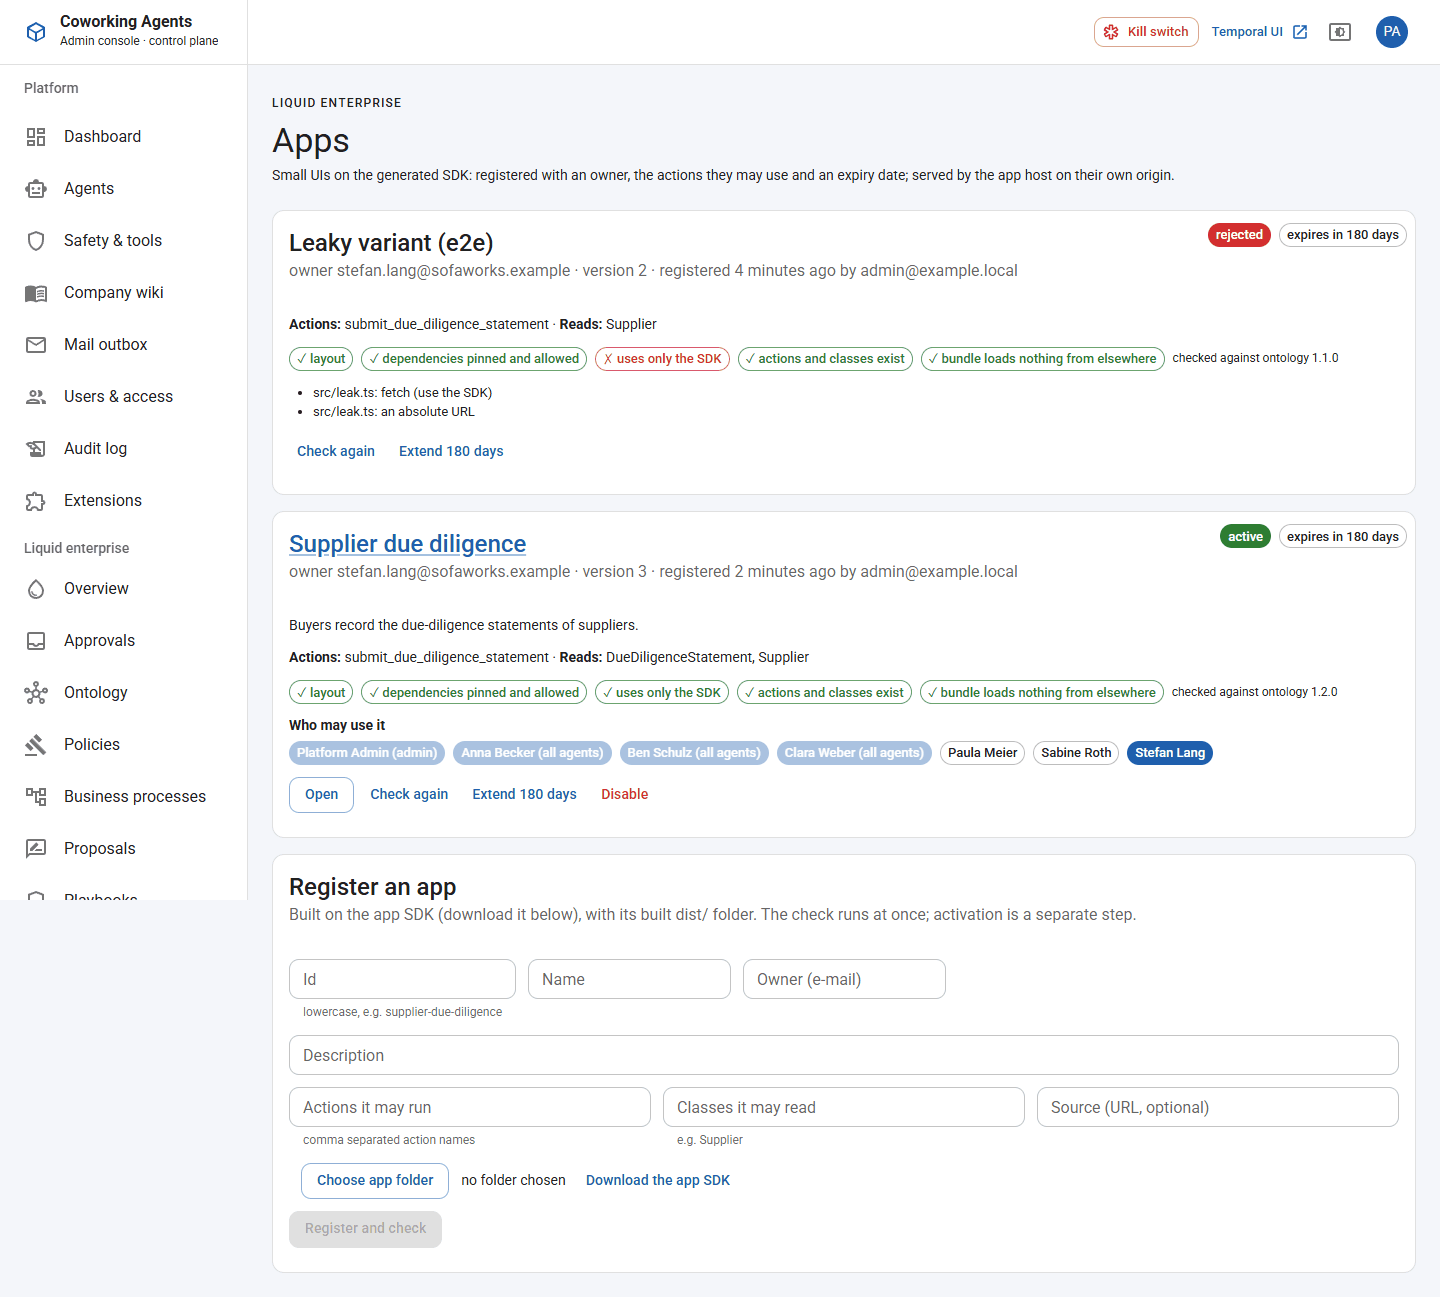 Coworking Agents
Admin console · control plane
Kill switch
Temporal UI
PA
Platform
Dashboard
Agents
Safety & tools
Company wiki
Mail outbox
Users & access
Audit log
Extensions
Liquid enterprise
Overview
Approvals
Ontology
Policies
Business processes
Proposals
Playbooks
LIQUID ENTERPRISE
Apps
Small UIs on the generated SDK: registered with an owner, the actions they may use and an expiry date; served by the app host on their own origin.
Leaky variant (e2e)
rejected
expires in 180 days
owner stefan.lang@sofaworks.example · version 2 · registered 4 minutes ago by admin@example.local
Actions: submit_due_diligence_statement · Reads: Supplier
✓ layout
✓ dependencies pinned and allowed
✗ uses only the SDK
✓ actions and classes exist
✓ bundle loads nothing from elsewhere
checked against ontology 1.1.0
• src/leak.ts: fetch (use the SDK)
• src/leak.ts: an absolute URL
Check again
Extend 180 days
Supplier due diligence
active
expires in 180 days
owner stefan.lang@sofaworks.example · version 3 · registered 2 minutes ago by admin@example.local
Buyers record the due-diligence statements of suppliers.
Actions: submit_due_diligence_statement · Reads: DueDiligenceStatement, Supplier
✓ layout
✓ dependencies pinned and allowed
✓ uses only the SDK
✓ actions and classes exist
✓ bundle loads nothing from elsewhere
checked against ontology 1.2.0
Who may use it
Platform Admin (admin)
Anna Becker (all agents)
Ben Schulz (all agents)
Clara Weber (all agents)
Paula Meier
Sabine Roth
Stefan Lang
Open
Check again
Extend 180 days
Disable
Register an app
Built on the app SDK (download it below), with its built dist/ folder. The check runs at once; activation is a separate step.
Id
Name
Owner (e-mail)
lowercase, e.g. supplier-due-diligence
Description
Actions it may run
Classes it may read
Source (URL, optional)
comma separated action names
e.g. Supplier
Choose app folder
no folder chosen
Download the app SDK
Register and check